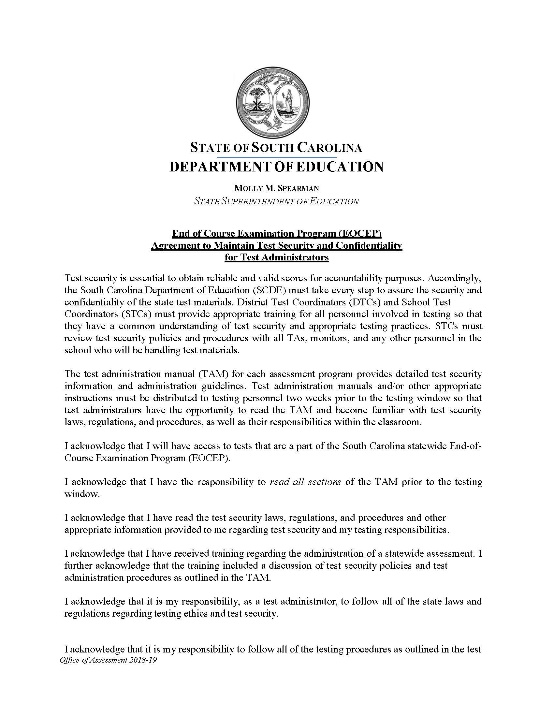 STATE OF SOUTH CAROLINA
DEPARTMENT OF EDUCATION
MOLLY M. SPEARMAN
STATE SUPERINTENDENT OF EDUCATION
End of Course Examination Program (EOCEP)
Agreement to Maintain Test Security and Confidentiality
for Test Administrators
Test security is essential to obtain reliable and valid scores for accountability purposes. Accordingly,
the South Carolina Department of Education (SCDE) must take every step to assure the security and
confidentiality of the state test materials. District Test Coordinators (DTCs) and School Test
Coordinators (STCs) must provide appropriate training for all personnel involved in testing so that
they have a common understanding of test security and appropriate testing practices. STCs must
review test security policies and procedures with all TAs, monitors, and any other personnel in the
school who will be handling test materials.
The test administration manual (TAM) for each assessment program provides detailed test security
information and administration guidelines. Test administration manuals and/or other appropriate
instructions must be distributed to testing personnel two weeks prior to the testing window so that
test administrators have the opportunity to read the TAM and become familiar with test security
laws, regulations, and procedures, as well as their responsibilities within the classroom.
I acknowledge that I will have access to tests that are a part of the South Carolina statewide End-of-
Course Examination Program (EOCEP).
I acknowledge that I have the responsibility to read all sections of the TAM prior to the testing
window.
I acknowledge that I have read the test security laws, regulations, and procedures and other
appropriate information provided to me regarding test security and my testing responsibilities.
I acknowledge that I have received training regarding the administration of a statewide assessment. I
further acknowledge that the training included a discussion of test security policies and test
administration procedures as outlined in the TAM.
I acknowledge that it is my responsibility, as a test administrator, to follow all of the state laws and
regulations regarding testing ethics and test security.
I acknowledge that it is my responsibility to follow all of the testing procedures as outlined in the test
Office of Assessment 2018-19